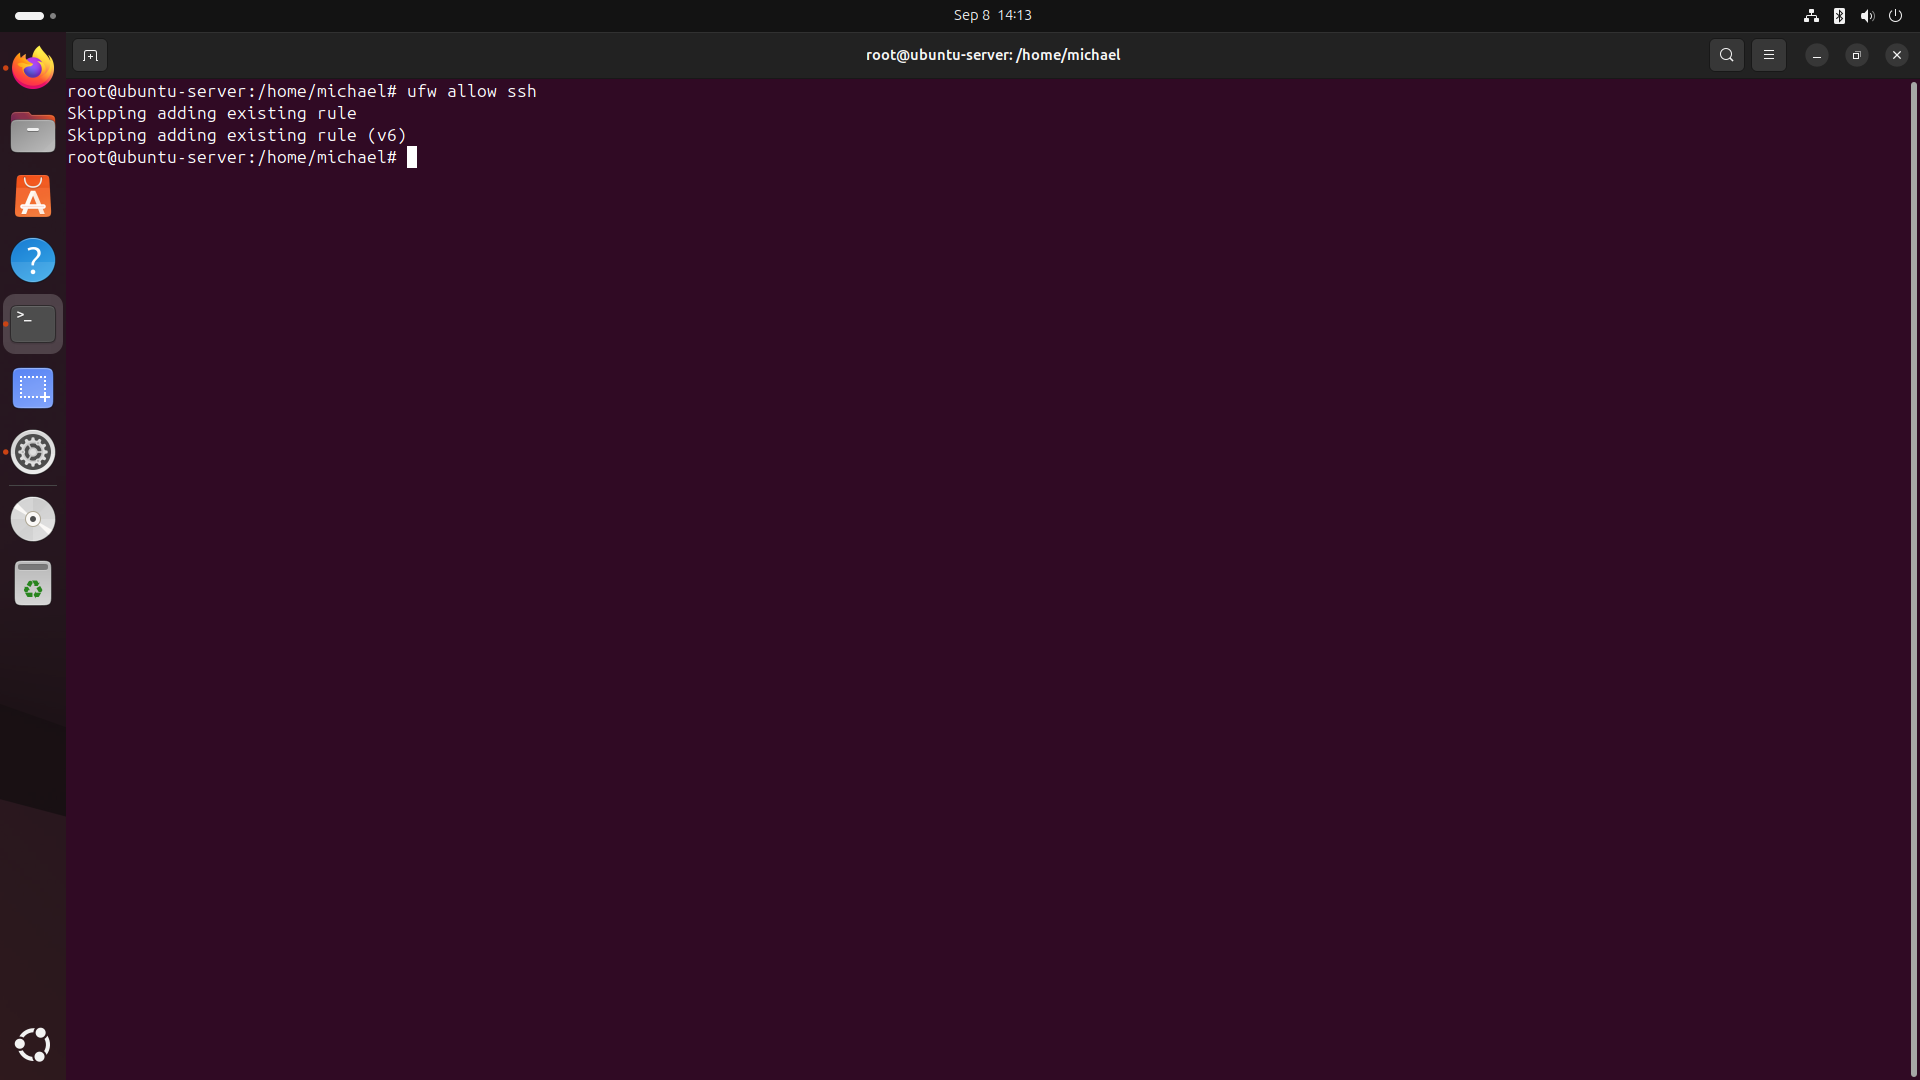 Sep 8 14:13
root@ubuntu-server: /home/michael
root@ubuntu-server:/home/michael# ufw allow ssh
Skipping adding existing rule
Skipping adding existing rule (v6)
root@ubuntu-server:/home/michael#